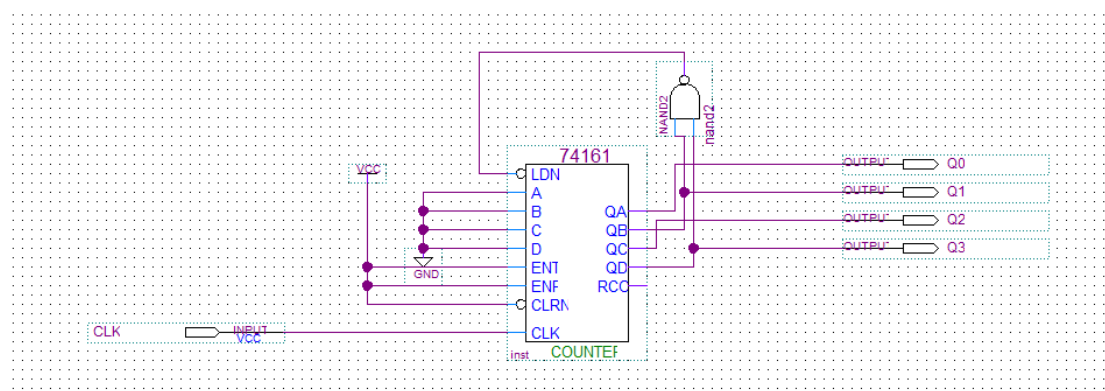 NAND2
nand2
74161
VCC
LDN
A
B
C
D
ENT
ENP
CLRN
CLK
QA
QB
QC
QD
RCO
GND
OUTPUT Q0
OUTPUT Q1
OUTPUT Q2
OUTPUT Q3
CLK INPUT
VCC
inst COUNTER